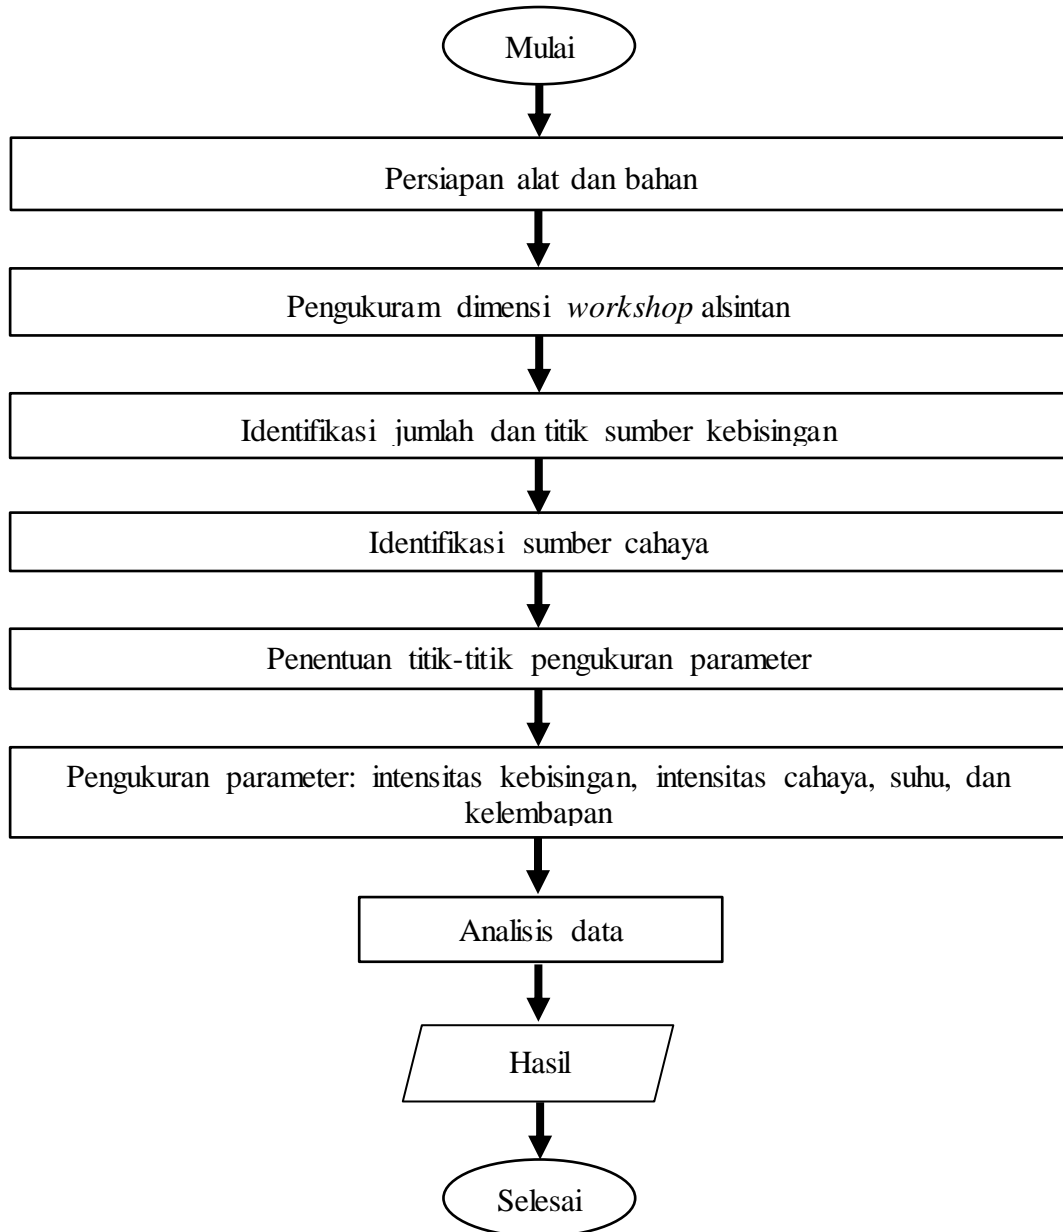 Mulai
Persiapan alat dan bahan
Pengukuram dimensi workshop alsintan
Identifikasi jumlah dan titik sumber kebisingan
Identifikasi sumber cahaya
Penentuan titik-titik pengukuran parameter
Pengukuran parameter: intensitas kebisingan, intensitas cahaya, suhu, dan
kelembapan
Analisis data
Hasil
Selesai